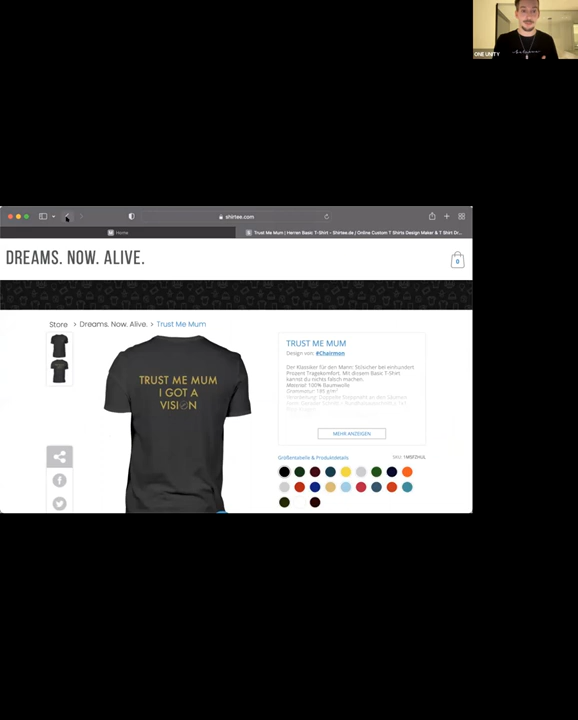 ONE UNITY
shirtee.com
Home
Trust Me Mum | Herren Basic T-Shirt - Shirtee.de / Online Custom T Shirts Design Maker & T Shirt Dr...
DREAMS. NOW. ALIVE.
0
Store > Dreams. Now. Alive. > Trust Me Mum
TRUST ME MUM
I GOT A
VISION
TRUST ME MUM
Design von: #Chairmon
Der Klassiker für den Mann: Stilsicher bei einhundert
Prozent Tragekomfort. Mit diesem Basic T-Shirt
kannst du nichts falsch machen.
Material: 100% Baumwolle
MEHR ANZEIGEN
Größentabelle & Produktdetails
SKU: